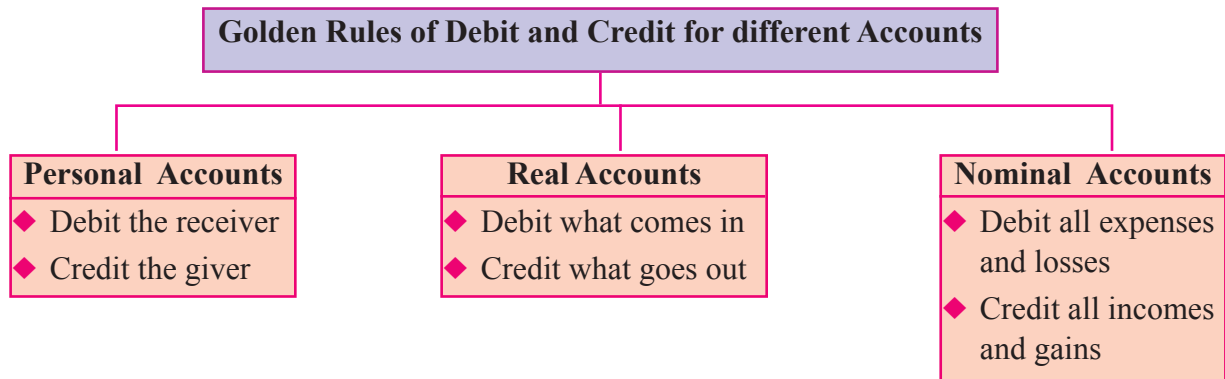 Golden Rules of Debit and Credit for different Accounts
Personal Accounts
◆ Debit the receiver
◆ Credit the giver
Real Accounts
◆ Debit what comes in
◆ Credit what goes out
Nominal Accounts
◆ Debit all expenses
and losses
◆ Credit all incomes
and gains